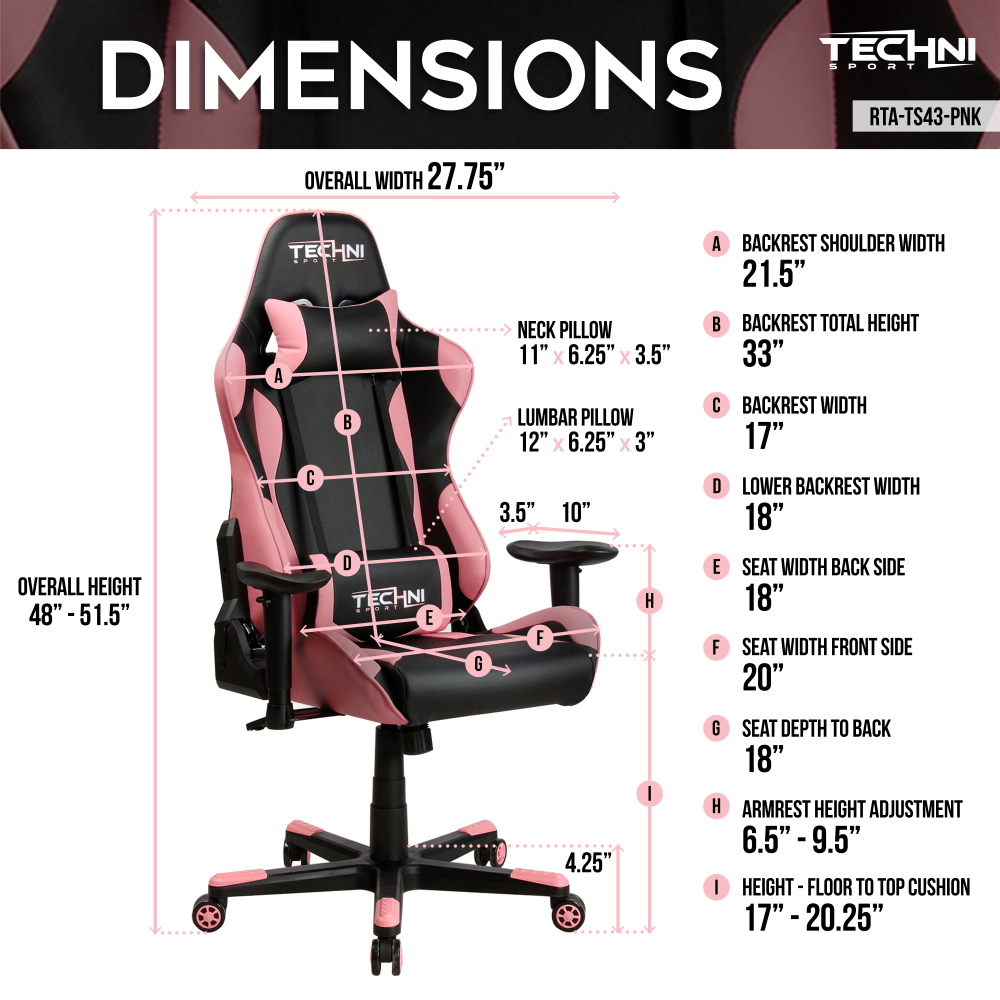 DIMENSIONS
TECHNI
SPORT
RTA-TS43-PNK
OVERALL WIDTH 27.75”
TECHNI
SPORT
NECK PILLOW
11” x 6.25” x 3.5”
LUMBAR PILLOW
12” x 6.25” x 3”
3.5” 10”
OVERALL HEIGHT
48” - 51.5”
TECHNI
SPORT
4.25”
A
B
C
D
E
F
G
H
I
A BACKREST SHOULDER WIDTH
21.5”
B BACKREST TOTAL HEIGHT
33”
C BACKREST WIDTH
17”
D LOWER BACKREST WIDTH
18”
E SEAT WIDTH BACK SIDE
18”
F SEAT WIDTH FRONT SIDE
20”
G SEAT DEPTH TO BACK
18”
H ARMREST HEIGHT ADJUSTMENT
6.5” - 9.5”
I HEIGHT - FLOOR TO TOP CUSHION
17” - 20.25”